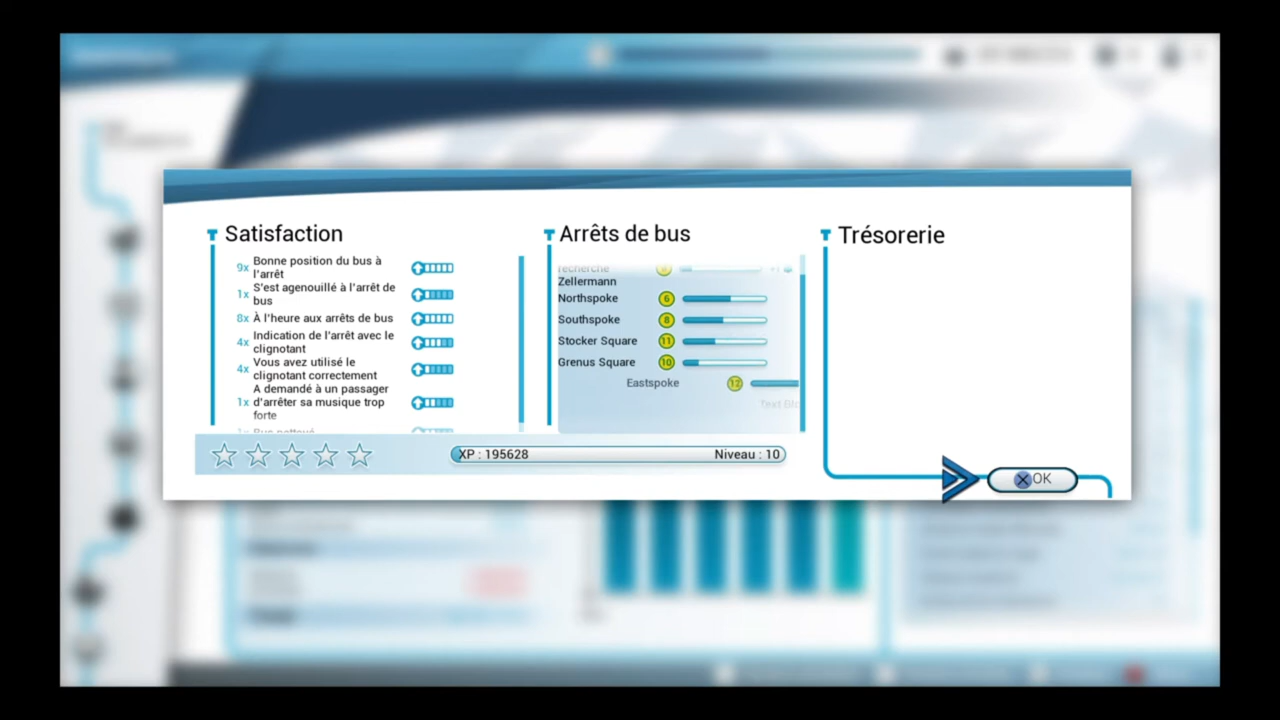 Satisfaction
9x Bonne position du bus à
l'arrêt
1x S'est agenouillé à l'arrêt de
bus
8x À l'heure aux arrêts de bus
4x Indication de l'arrêt avec le
clignotant
4x Vous avez utilisé le
clignotant correctement
1x A demandé à un passager
d'arrêter sa musique trop
forte
Arrêts de bus
recherche
Zellermann
Northspoke 6
Southspoke 8
Stocker Square 11
Grenus Square 10
Eastspoke 12
Trésorerie
XP : 195628 Niveau : 10
OK